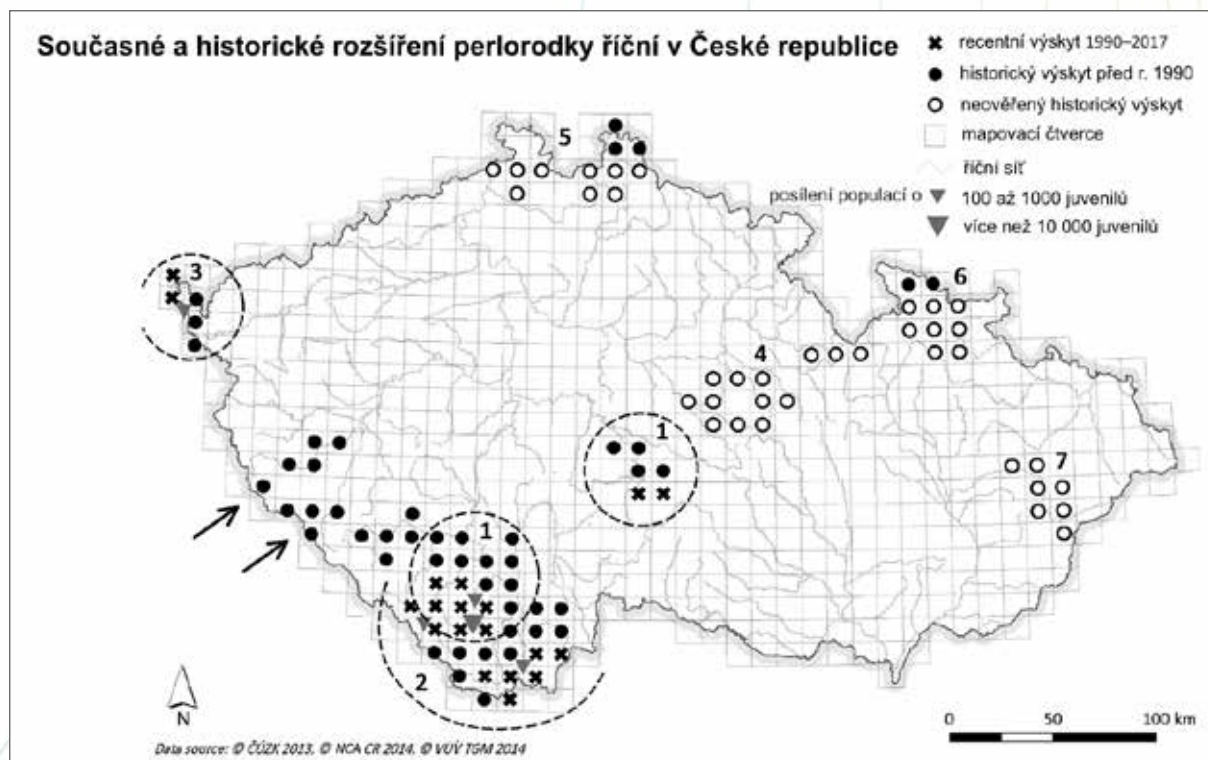 Současné a historické rozšíření perlorodky říční v České republice
recentní výskyt 1990–2017
historický výskyt před r. 1990
neověřený historický výskyt
mapovací čtverce
říční síť
posílení populací o
100 až 1000 juvenilů
více než 10 000 juvenilů
5
3
6
4
1
7
1
2
N
0 50 100 km
Data source: © ČÚZK 2013, © NCA CR 2014, © VUV TGM 2014